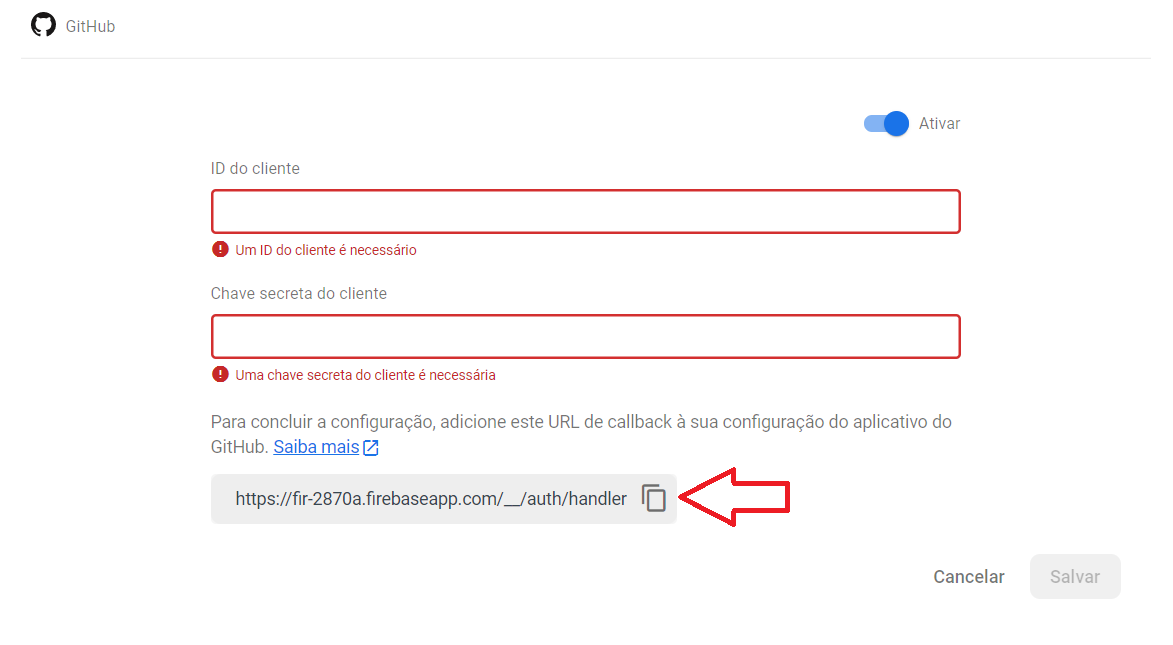 GitHub
Ativar
ID do cliente
Um ID do cliente é necessário
Chave secreta do cliente
Uma chave secreta do cliente é necessária
Para concluir a configuração, adicione este URL de callback à sua configuração do aplicativo do
GitHub. Saiba mais
https://fir-2870a.firebaseapp.com/__/auth/handler
Cancelar
Salvar